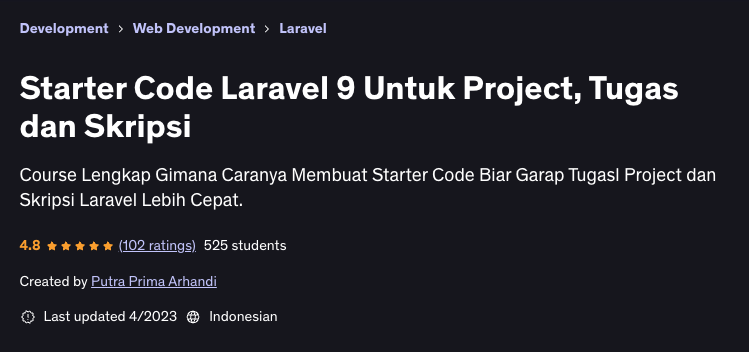 Development > Web Development > Laravel
Starter Code Laravel 9 Untuk Project, Tugas
dan Skripsi
Course Lengkap Gimana Caranya Membuat Starter Code Biar Garap Tugasl Project dan
Skripsi Laravel Lebih Cepat.
4.8 (102 ratings) 525 students
Created by Putra Prima Arhandi
Last updated 4/2023 Indonesian